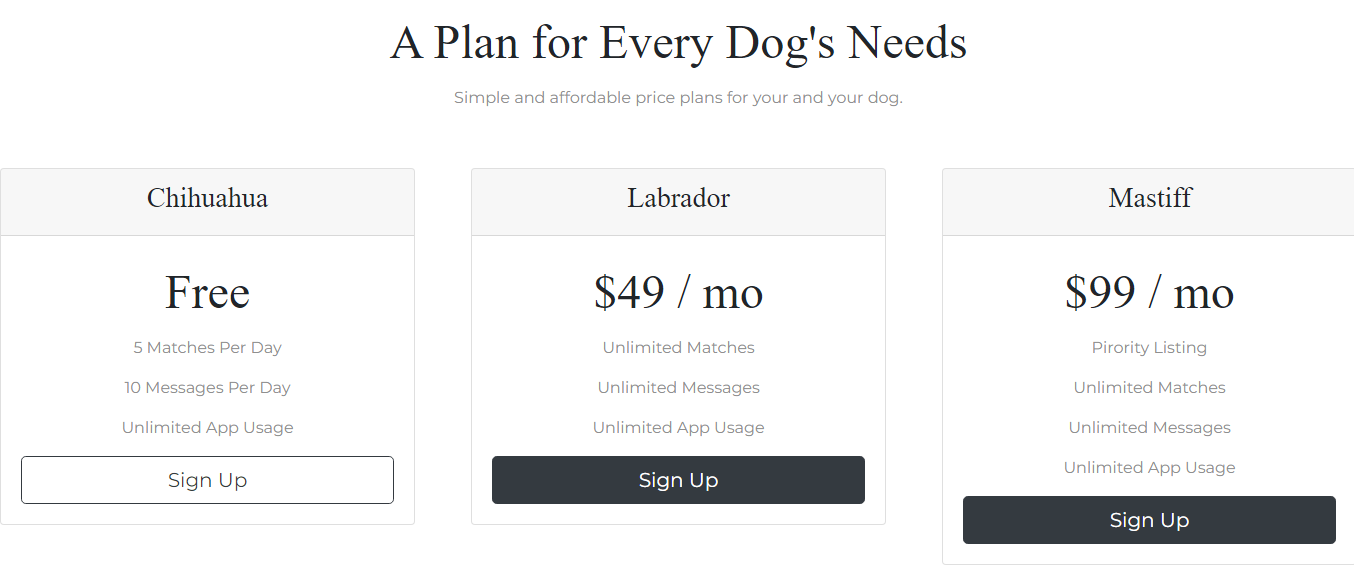 A Plan for Every Dog's Needs
Simple and affordable price plans for your and your dog.
Chihuahua
Free
5 Matches Per Day
10 Messages Per Day
Unlimited App Usage
Sign Up
Labrador
$49 / mo
Unlimited Matches
Unlimited Messages
Unlimited App Usage
Sign Up
Mastiff
$99 / mo
Pirority Listing
Unlimited Matches
Unlimited Messages
Unlimited App Usage
Sign Up